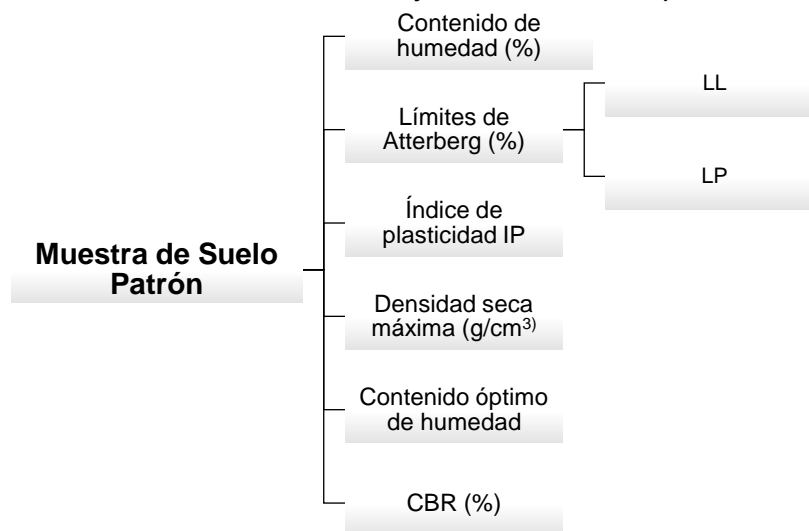 Contenido de
humedad (%)
LL
Límites de
Atterberg (%)
LP
Índice de
plasticidad IP
Muestra de Suelo
Patrón
Densidad seca
máxima (g/cm³⁾
Contenido óptimo
de humedad
CBR (%)